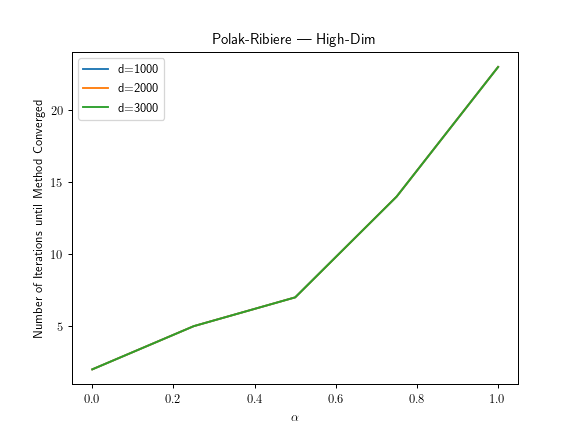 Polak-Ribiere — High-Dim
d=1000
d=2000
d=3000
Number of Iterations until Method Converged
20
15
10
5
0.0 0.2 0.4 0.6 0.8 1.0
α